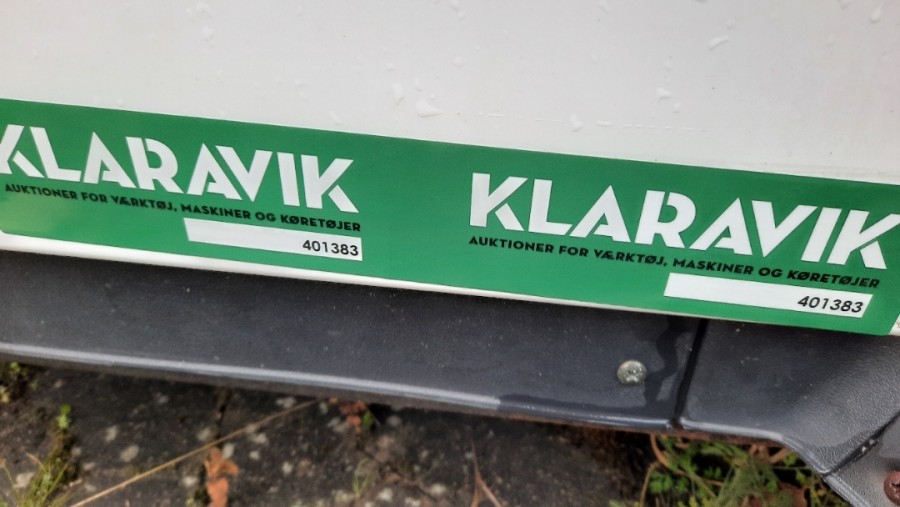 KLARAVIK
AUKTIONER FOR VÆRKTØJ, MASKINER OG KØRETØJER
401383
KLARAVIK
AUKTIONER FOR VÆRKTØJ, MASKINER OG KØRETØJER
401383